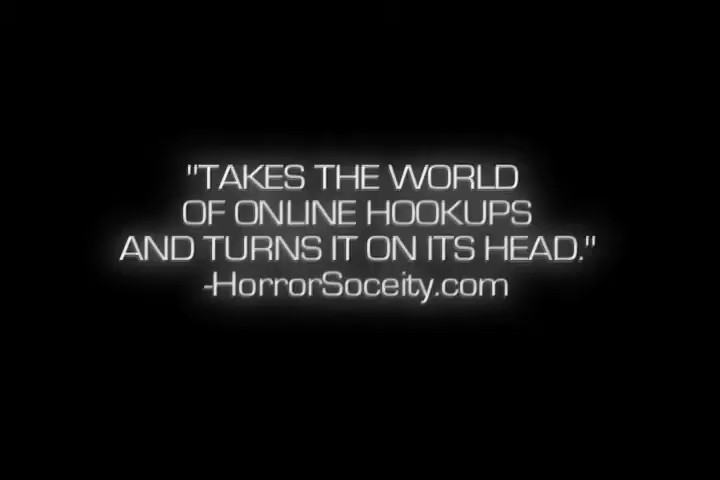 "TAKES THE WORLD
OF ONLINE HOOKUPS
AND TURNS IT ON ITS HEAD."
-HorrorSoceity.com